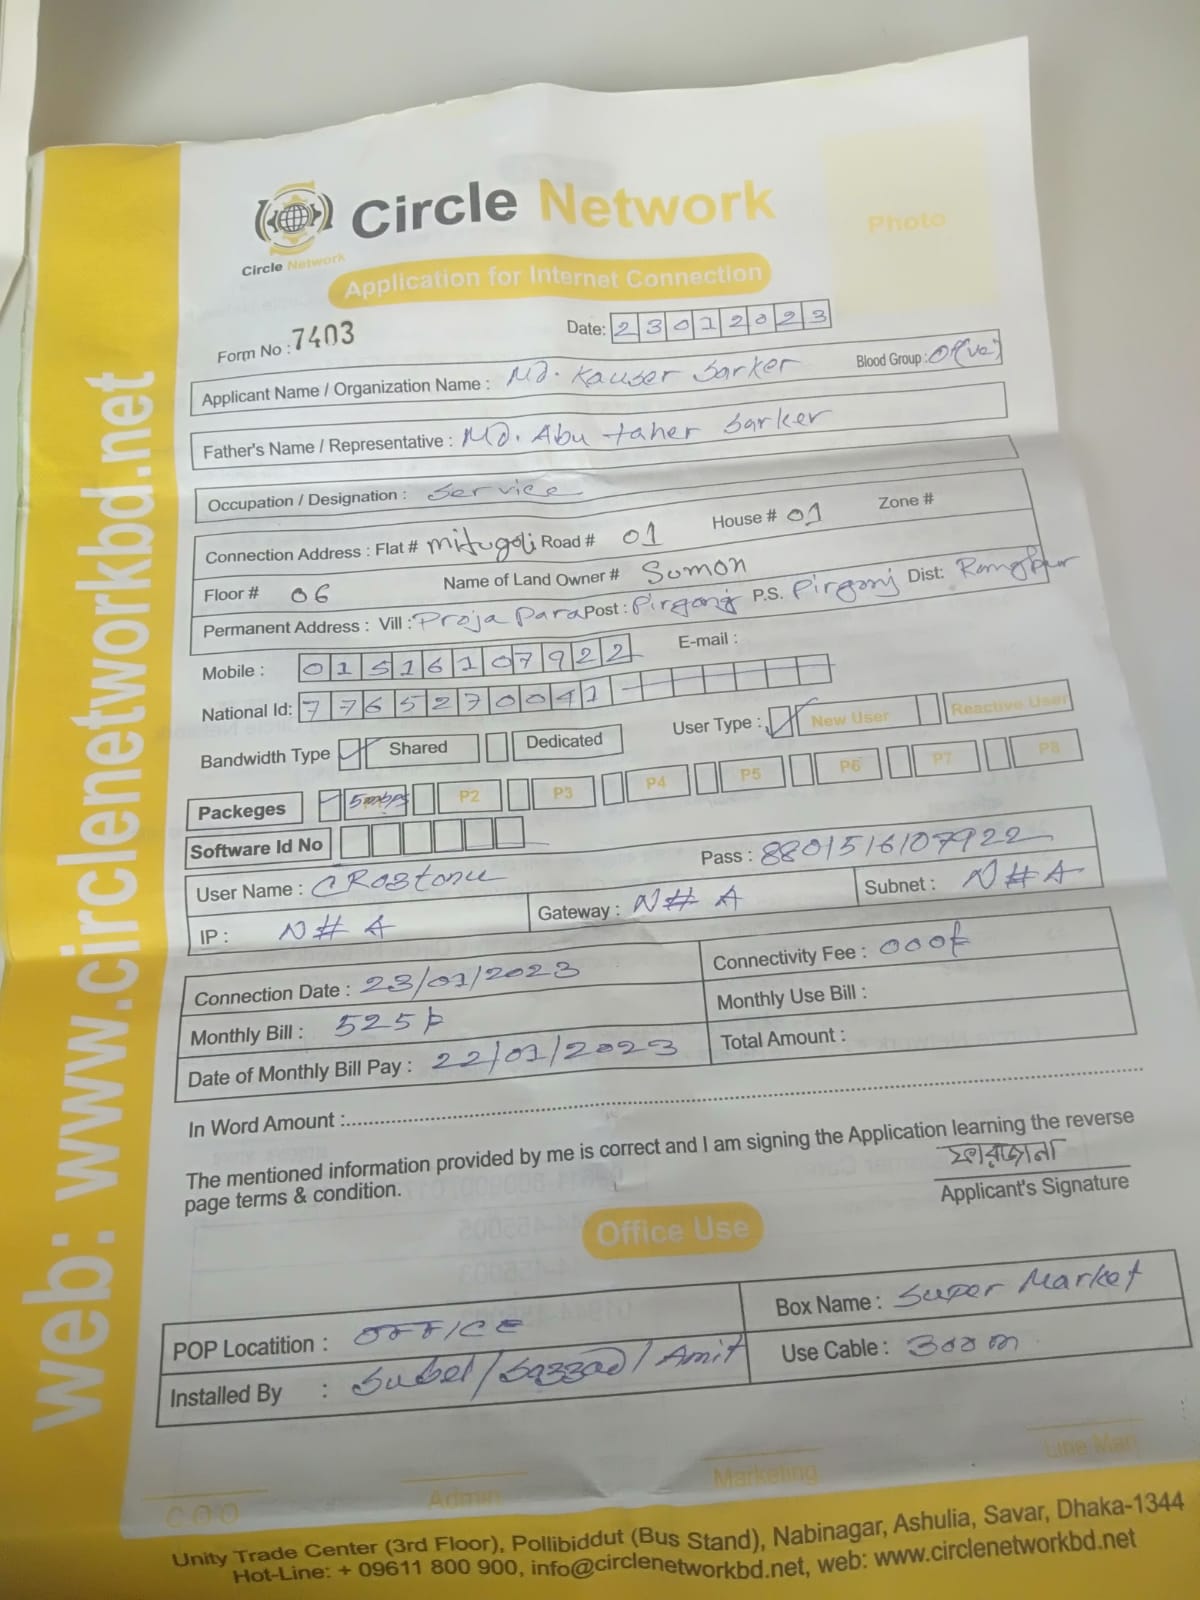 Circle Network
Circle Network
Photo
Application for Internet Connection
Form No : 7403
Date: 23012023
Applicant Name / Organization Name : Md. Kauser Sarker Blood Group: O+(ve)
Father's Name / Representative : Md. Abu taher Sarker
Occupation / Designation : Service
Connection Address : Flat # mitugoli Road # 01 House # 01 Zone #
Floor # 06 Name of Land Owner # Sumon
Permanent Address : Vill : Proja para Post : Pirganj P.S. Pirganj Dist: Rangpur
Mobile : 01516107922 E-mail :
National Id: 7765270041
Bandwidth Type Shared Dedicated User Type : New User Reactive User
Packeges 5mbps P2 P3 P4 P5 P6 P7 P8
Software Id No
User Name : Pass : 8801516107922
IP : N#A Gateway : N#A Subnet : N#A
Connection Date : 23/01/2023 Connectivity Fee : 000৳
Monthly Bill : 525৳ Monthly Use Bill :
Date of Monthly Bill Pay : 22/01/2023 Total Amount :
In Word Amount :
The mentioned information provided by me is correct and I am signing the Application learning the reverse
page terms & condition.
ফারজানা
Applicant's Signature
Office Use
POP Locatition : OFFICE Box Name : Super Market
Installed By : Subel/Sazzad/Amit Use Cable : 300m
C O O Admin Marketing Line Man
Unity Trade Center (3rd Floor), Pollibiddut (Bus Stand), Nabinagar, Ashulia, Savar, Dhaka-1344
Hot-Line: + 09611 800 900, info@circlenetworkbd.net, web: www.circlenetworkbd.net
web: www.circlenetworkbd.net